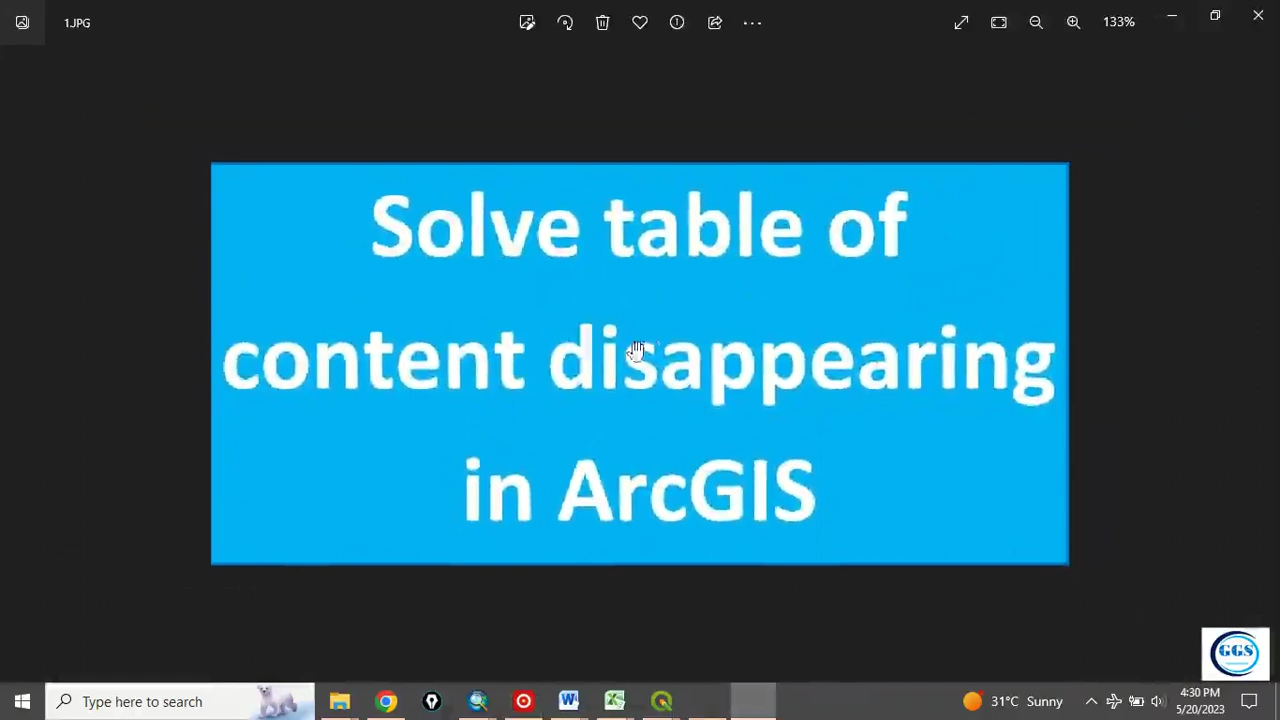 1.JPG
133%
Solve table of
content disappearing
in ArcGIS
GGS
Type here to search
31°C Sunny
4:30 PM
5/20/2023